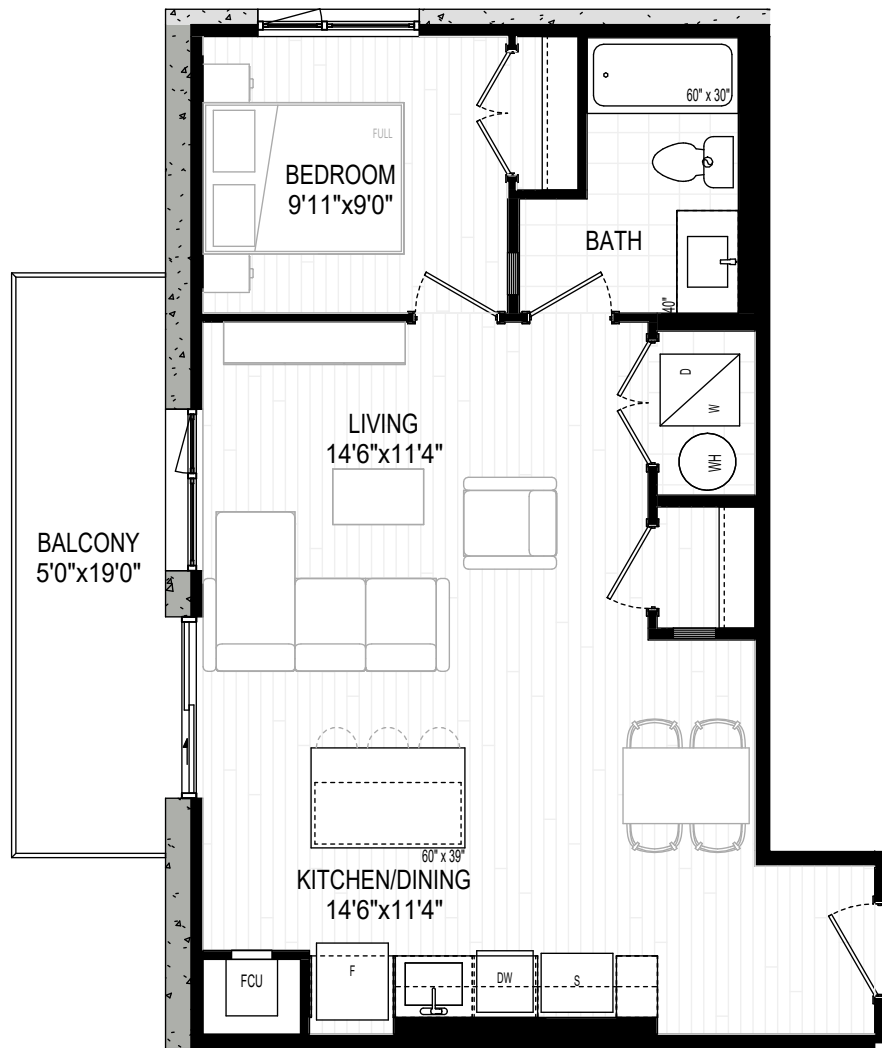 60" x 30"
FULL
BEDROOM
9'11"x9'0"
BATH
40"
D
W
WH
LIVING
14'6"x11'4"
BALCONY
5'0"x19'0"
60" x 39"
KITCHEN/DINING
14'6"x11'4"
FCU
F
DW
S